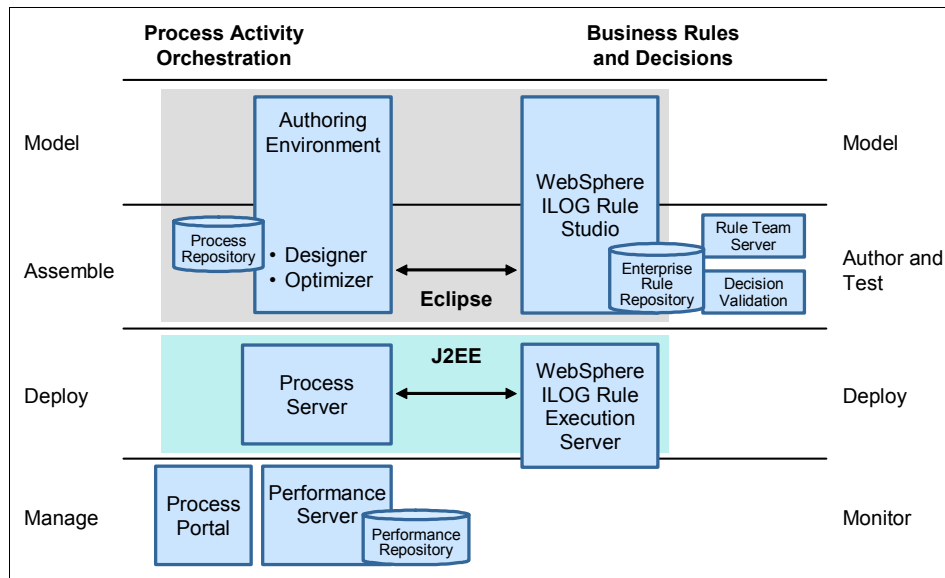 Process Activity
Orchestration
Business Rules
and Decisions
Model
Authoring
Environment
WebSphere
ILOG Rule
Studio
Model
Assemble
Process
Repository
• Designer
• Optimizer
Eclipse
Enterprise
Rule
Repository
Rule Team
Server
Decision
Validation
Author and
Test
Deploy
Process
Server
J2EE
WebSphere
ILOG Rule
Execution
Server
Deploy
Manage
Process
Portal
Performance
Server
Performance
Repository
Monitor